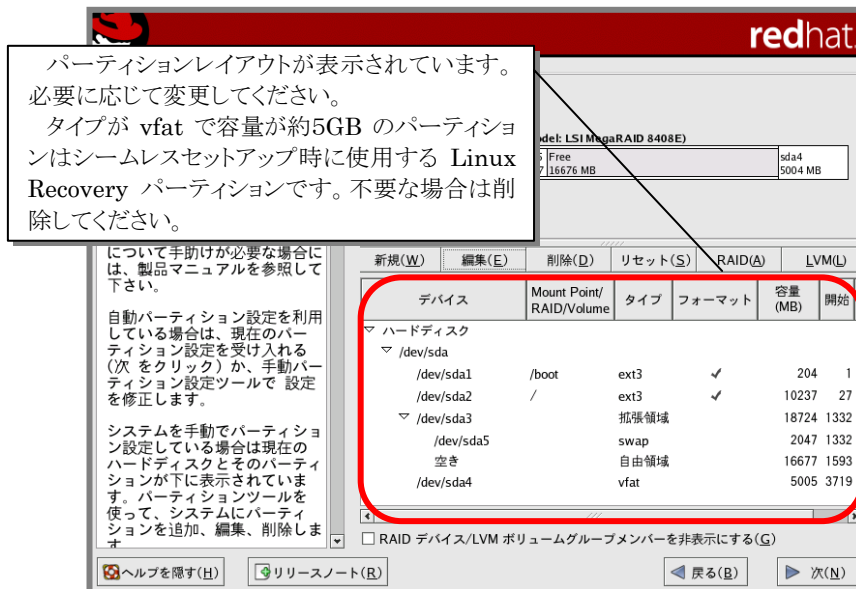 redhat.
パーティションレイアウトが表示されています。
必要に応じて変更してください。
タイプが vfat で容量が約5GB のパーティショ
ンはシームレスセットアップ時に使用する Linux
Recovery パーティションです。不要な場合は削
除してください。
del: LSI MegaRAID 8408E)
Free
16676 MB
sda4
5004 MB
について手助けが必要な場合に
は、製品マニュアルを参照して
下さい。
自動パーティション設定を利用
している場合は、現在のパー
ティション設定を受け入れる
(次 をクリック）か、手動パー
ティション設定ツールで 設定
を修正します。
システムを手動でパーティショ
ン設定している場合は現在の
ハードディスクとそのパーティ
ションが下に表示されていま
す。パーティションツールを
使って、システムにパーティ
ションを追加、編集、削除しま
新規(W) 編集(E) 削除(D) リセット(S) RAID(A) LVM(L)
デバイス Mount Point/ RAID/Volume タイプ フォーマット 容量 (MB) 開始
ハードディスク
/dev/sda
/dev/sda1 /boot ext3 ✓ 204 1
/dev/sda2 / ext3 ✓ 10237 27
/dev/sda3 拡張領域 18724 1332
/dev/sda5 swap 2047 1332
空き 自由領域 16677 1593
/dev/sda4 vfat 5005 3719
RAID デバイス/LVM ボリュームグループメンバーを非表示にする(G)
ヘルプを隠す(H) リリースノート(R) 戻る(B) 次(N)